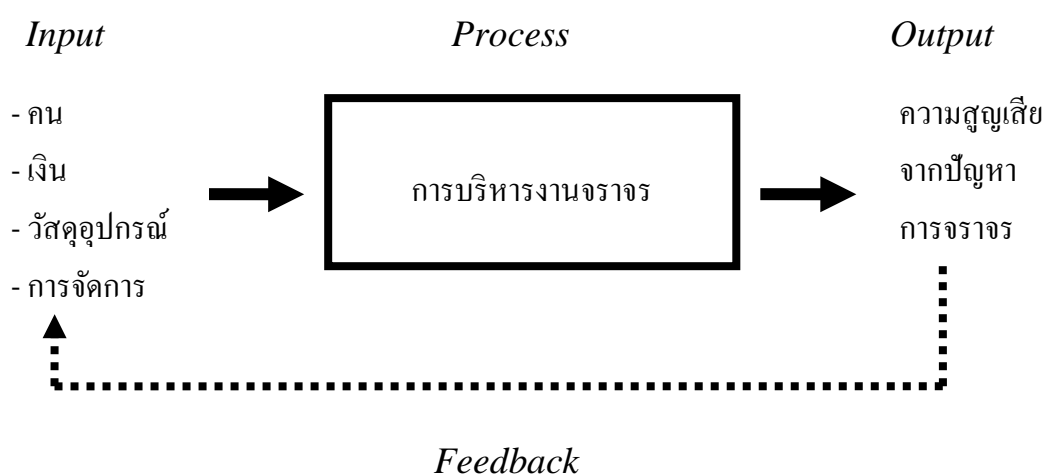 Input Process Output
- คน
- เงิน
- วัสดุอุปกรณ์
- การจัดการ
การบริหารงานจราจร
ความสูญเสีย
จากปัญหา
การจราจร
Feedback